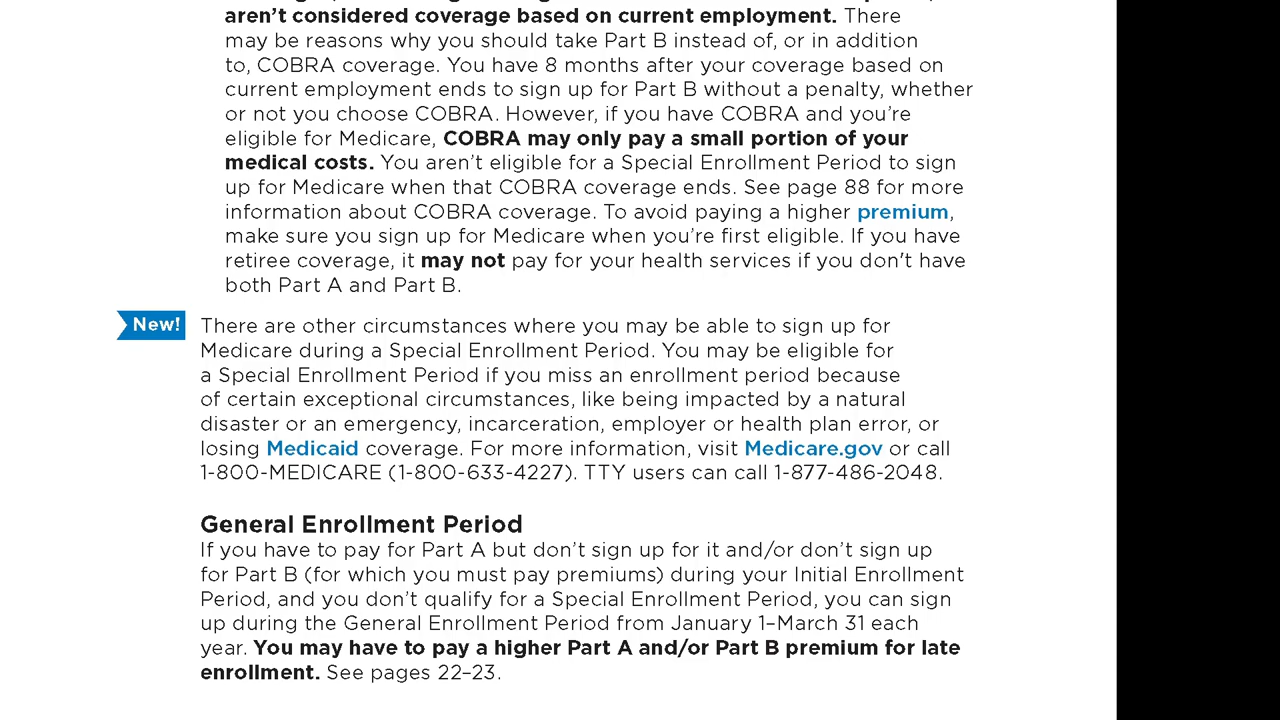 aren't considered coverage based on current employment. There
may be reasons why you should take Part B instead of, or in addition
to, COBRA coverage. You have 8 months after your coverage based on
current employment ends to sign up for Part B without a penalty, whether
or not you choose COBRA. However, if you have COBRA and you're
eligible for Medicare, COBRA may only pay a small portion of your
medical costs. You aren't eligible for a Special Enrollment Period to sign
up for Medicare when that COBRA coverage ends. See page 88 for more
information about COBRA coverage. To avoid paying a higher premium,
make sure you sign up for Medicare when you're first eligible. If you have
retiree coverage, it may not pay for your health services if you don't have
both Part A and Part B.
New! There are other circumstances where you may be able to sign up for
Medicare during a Special Enrollment Period. You may be eligible for
a Special Enrollment Period if you miss an enrollment period because
of certain exceptional circumstances, like being impacted by a natural
disaster or an emergency, incarceration, employer or health plan error, or
losing Medicaid coverage. For more information, visit Medicare.gov or call
1-800-MEDICARE (1-800-633-4227). TTY users can call 1-877-486-2048.
General Enrollment Period
If you have to pay for Part A but don't sign up for it and/or don't sign up
for Part B (for which you must pay premiums) during your Initial Enrollment
Period, and you don't qualify for a Special Enrollment Period, you can sign
up during the General Enrollment Period from January 1–March 31 each
year. You may have to pay a higher Part A and/or Part B premium for late
enrollment. See pages 22–23.